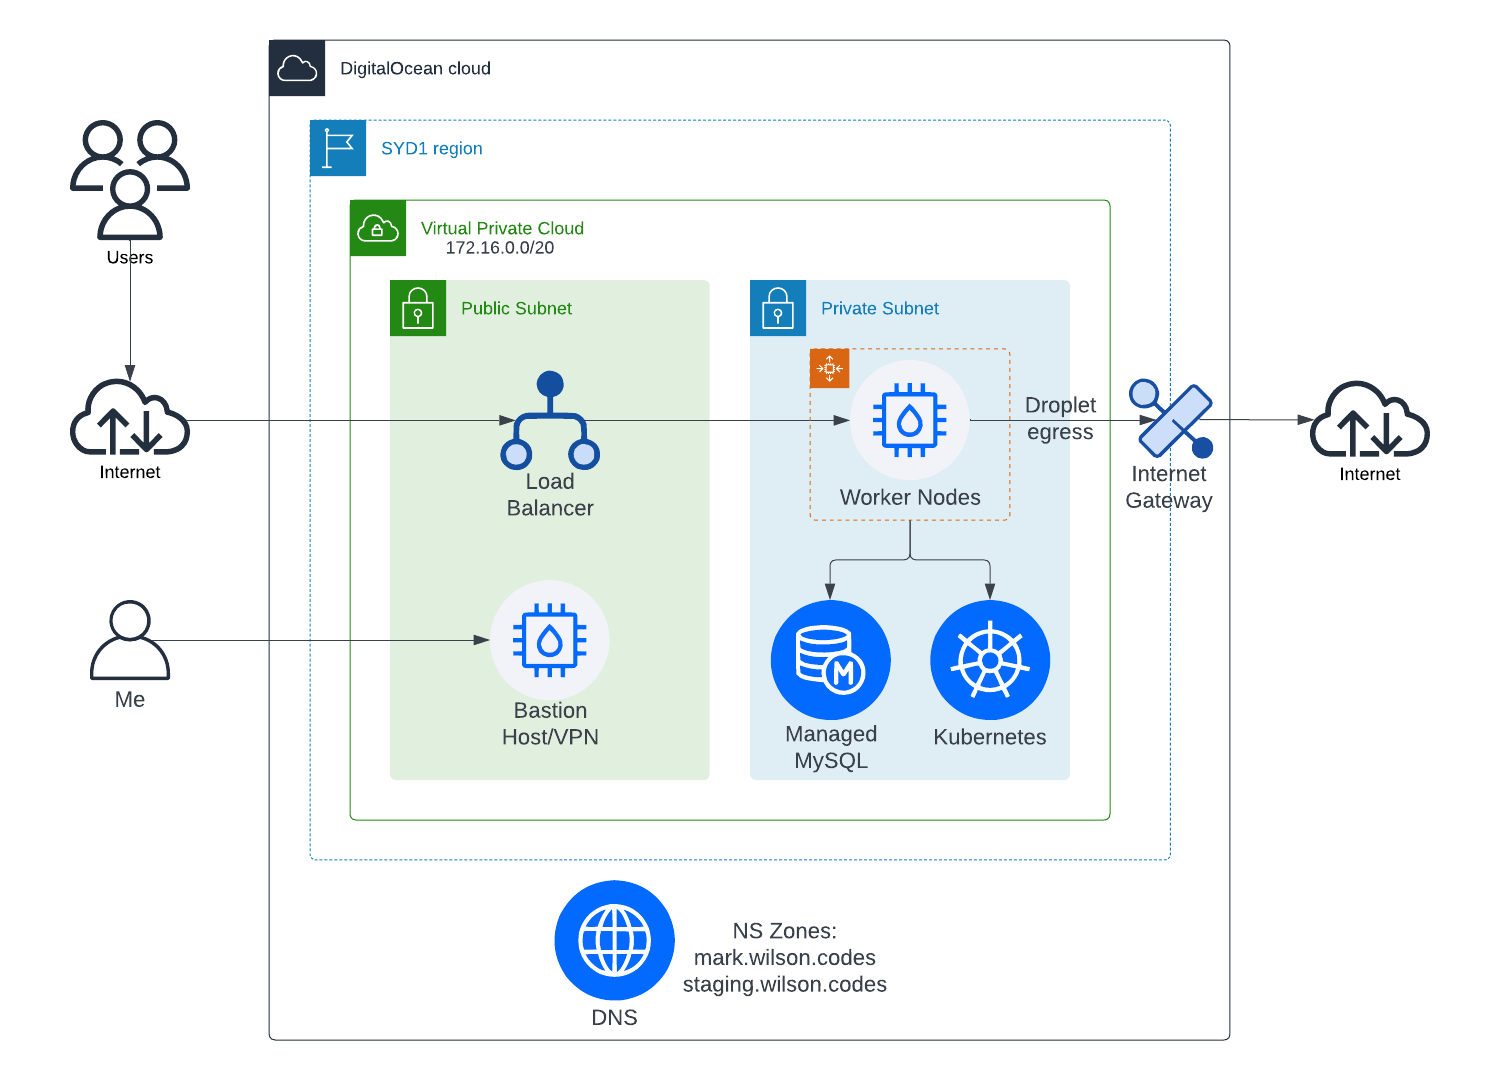 DigitalOcean cloud
SYD1 region
Virtual Private Cloud
172.16.0.0/20
Users
Public Subnet
Private Subnet
Internet
Load
Balancer
Worker Nodes
Droplet
egress
Internet
Gateway
Internet
Me
Bastion
Host/VPN
Managed
MySQL
Kubernetes
DNS
NS Zones:
mark.wilson.codes
staging.wilson.codes